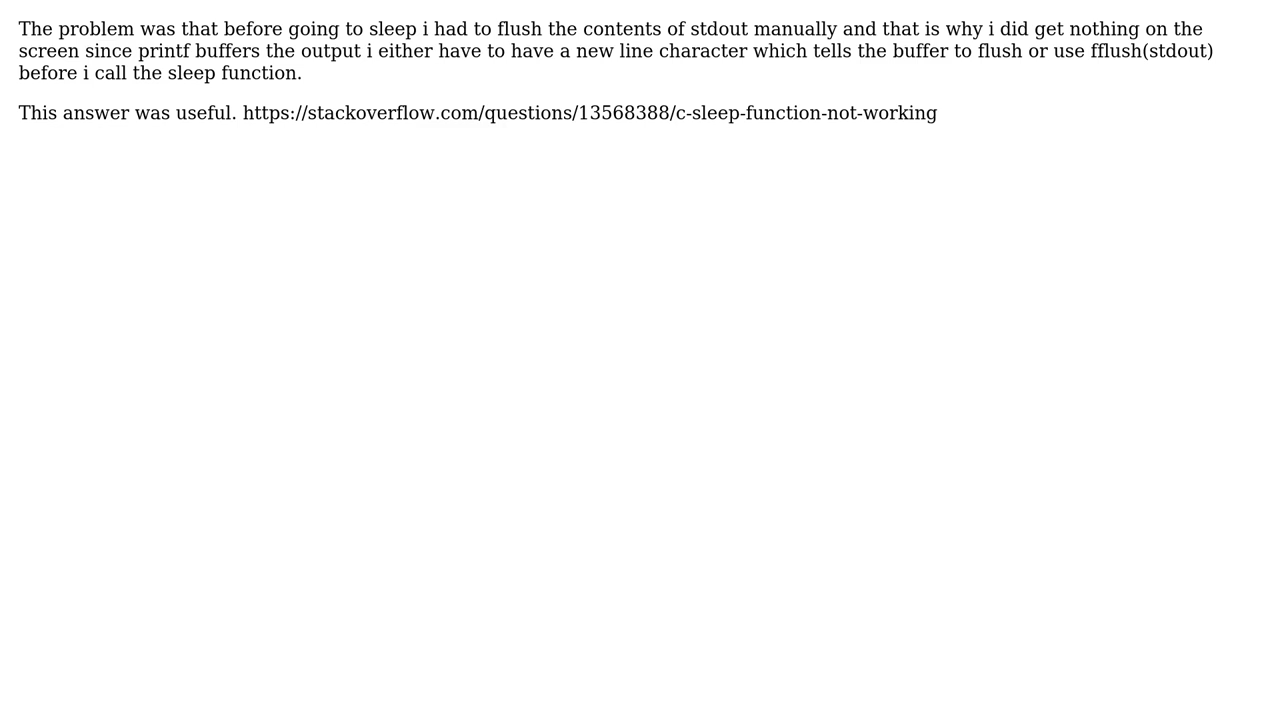 The problem was that before going to sleep i had to flush the contents of stdout manually and that is why i did get nothing on the
screen since printf buffers the output i either have to have a new line character which tells the buffer to flush or use fflush(stdout)
before i call the sleep function.
This answer was useful. https://stackoverflow.com/questions/13568388/c-sleep-function-not-working